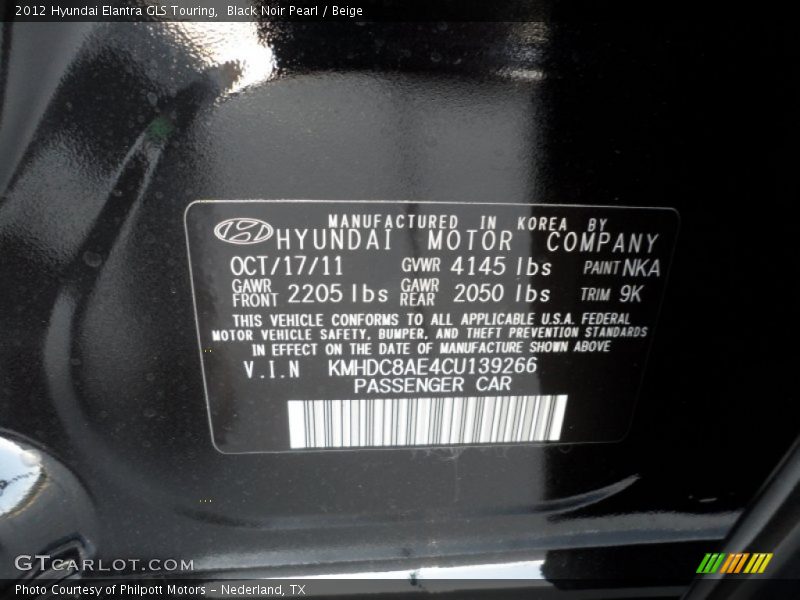 2012 Hyundai Elantra GLS Touring,  Black Noir Pearl / Beige
MANUFACTURED IN KOREA BY
HYUNDAI MOTOR COMPANY
OCT/17/11 GVWR 4145 lbs PAINT NKA
GAWR FRONT 2205 lbs GAWR REAR 2050 lbs TRIM 9K
THIS VEHICLE CONFORMS TO ALL APPLICABLE U.S.A. FEDERAL
MOTOR VEHICLE SAFETY, BUMPER, AND THEFT PREVENTION STANDARDS
IN EFFECT ON THE DATE OF MANUFACTURE SHOWN ABOVE
V.I.N KMHDC8AE4CU139266
PASSENGER CAR
GTCARLOT.COM
Photo Courtesy of Philpott Motors - Nederland, TX